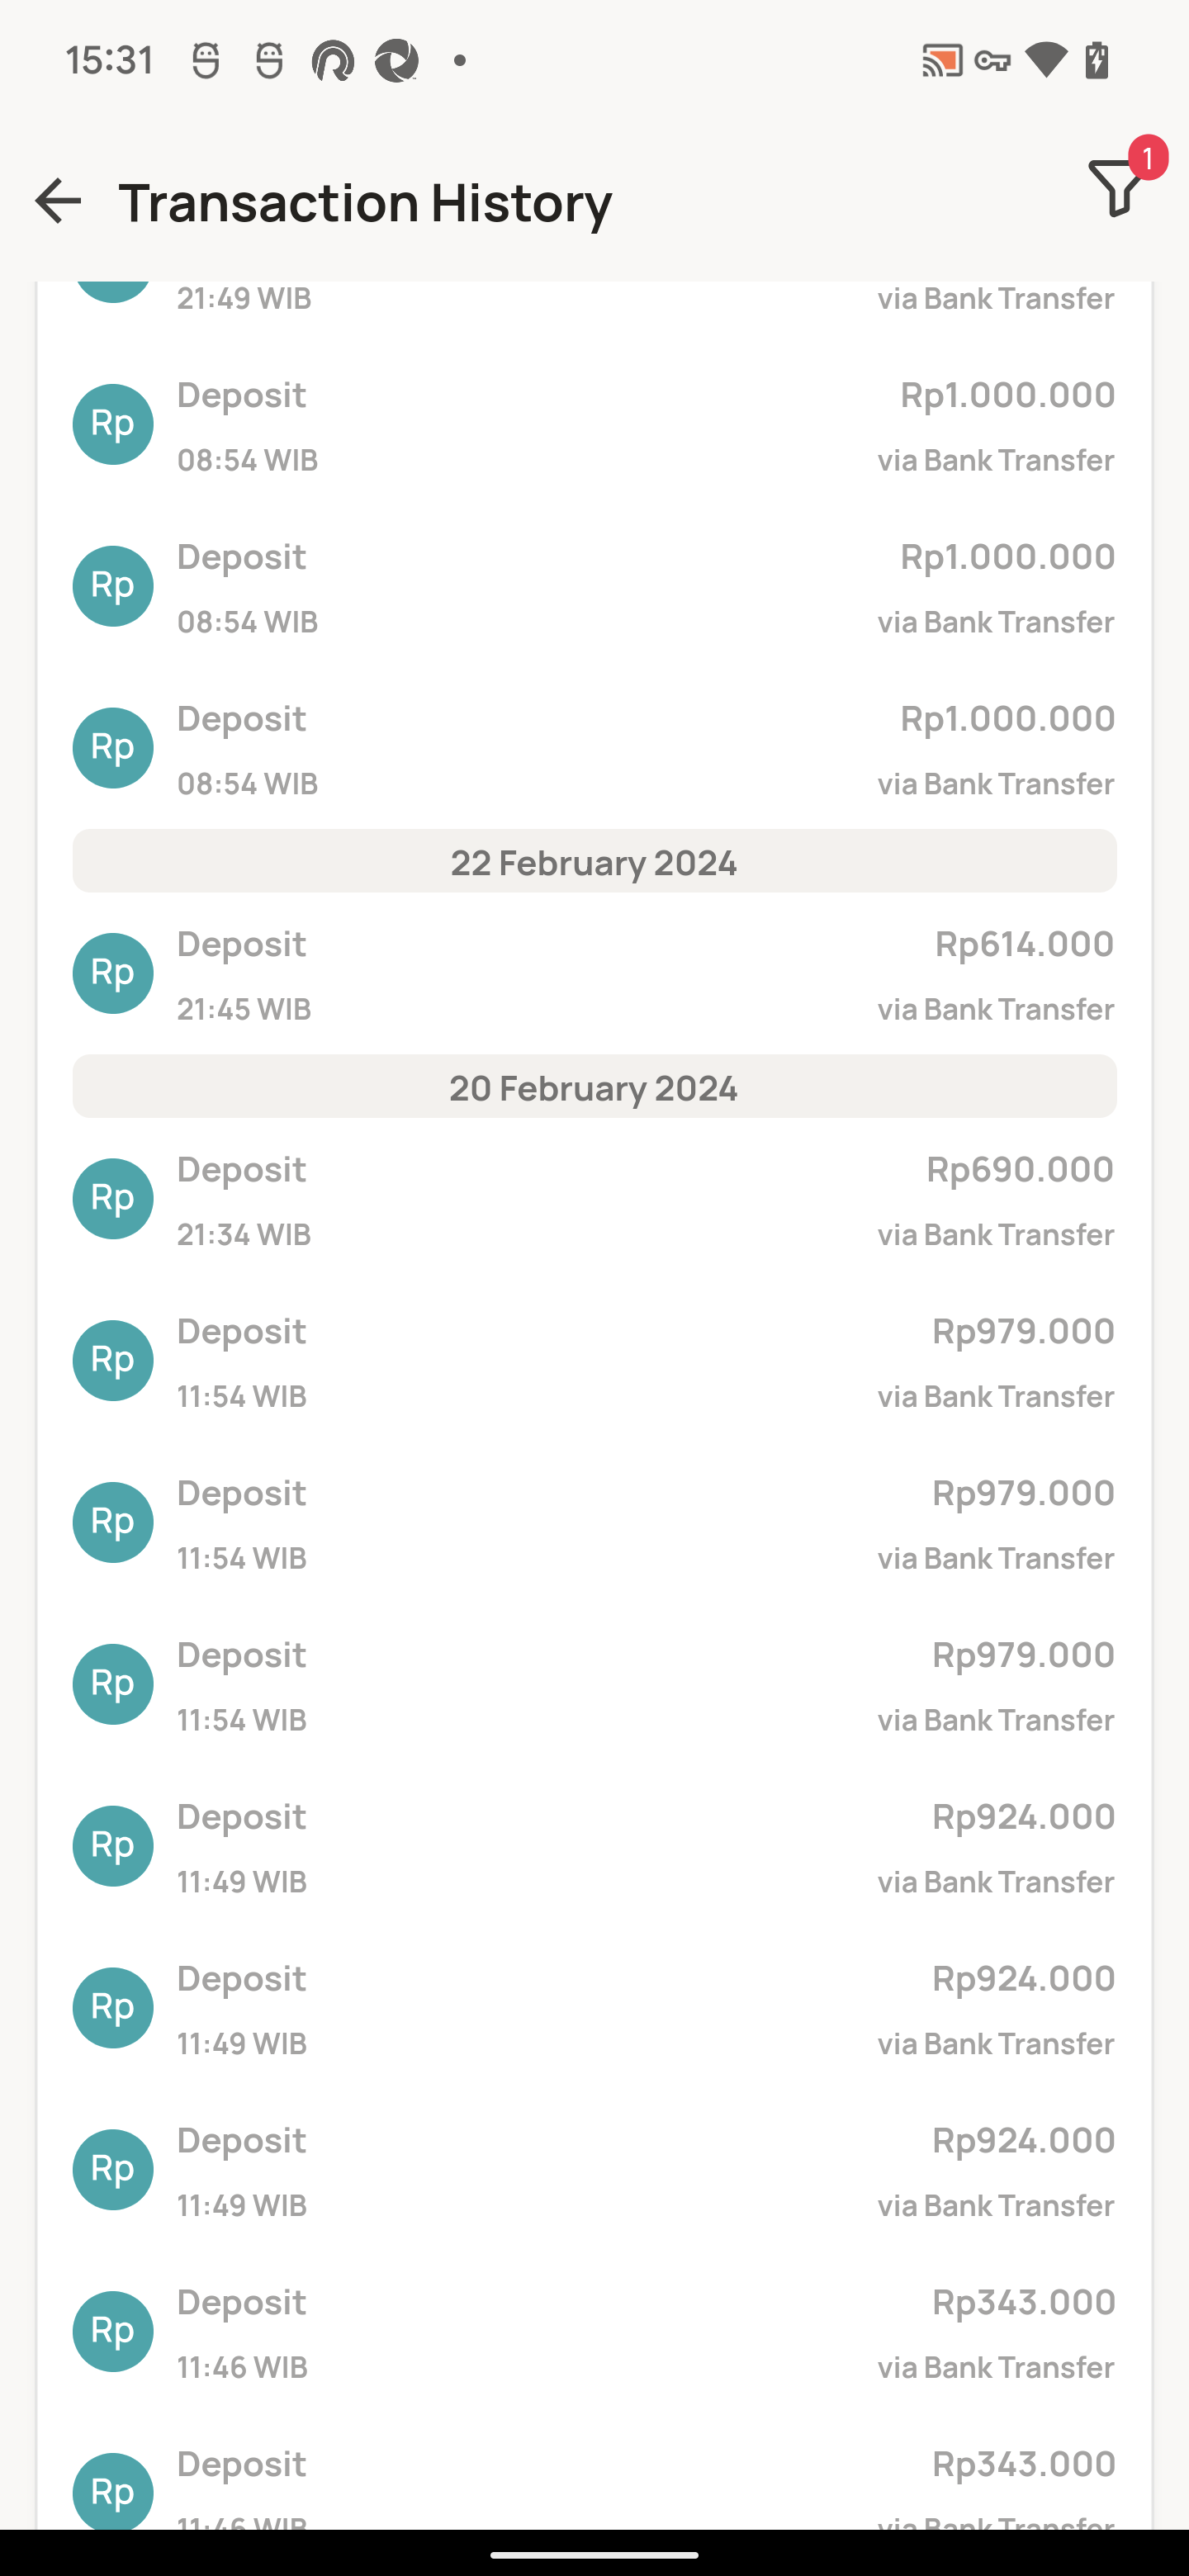 15:31
1
Transaction History
21:49 WIB via Bank Transfer
Rp Deposit Rp1.000.000
08:54 WIB via Bank Transfer
Rp Deposit Rp1.000.000
08:54 WIB via Bank Transfer
Rp Deposit Rp1.000.000
08:54 WIB via Bank Transfer
22 February 2024
Rp Deposit Rp614.000
21:45 WIB via Bank Transfer
20 February 2024
Rp Deposit Rp690.000
21:34 WIB via Bank Transfer
Rp Deposit Rp979.000
11:54 WIB via Bank Transfer
Rp Deposit Rp979.000
11:54 WIB via Bank Transfer
Rp Deposit Rp979.000
11:54 WIB via Bank Transfer
Rp Deposit Rp924.000
11:49 WIB via Bank Transfer
Rp Deposit Rp924.000
11:49 WIB via Bank Transfer
Rp Deposit Rp924.000
11:49 WIB via Bank Transfer
Rp Deposit Rp343.000
11:46 WIB via Bank Transfer
Rp Deposit Rp343.000
11:46 WIB via Bank Transfer